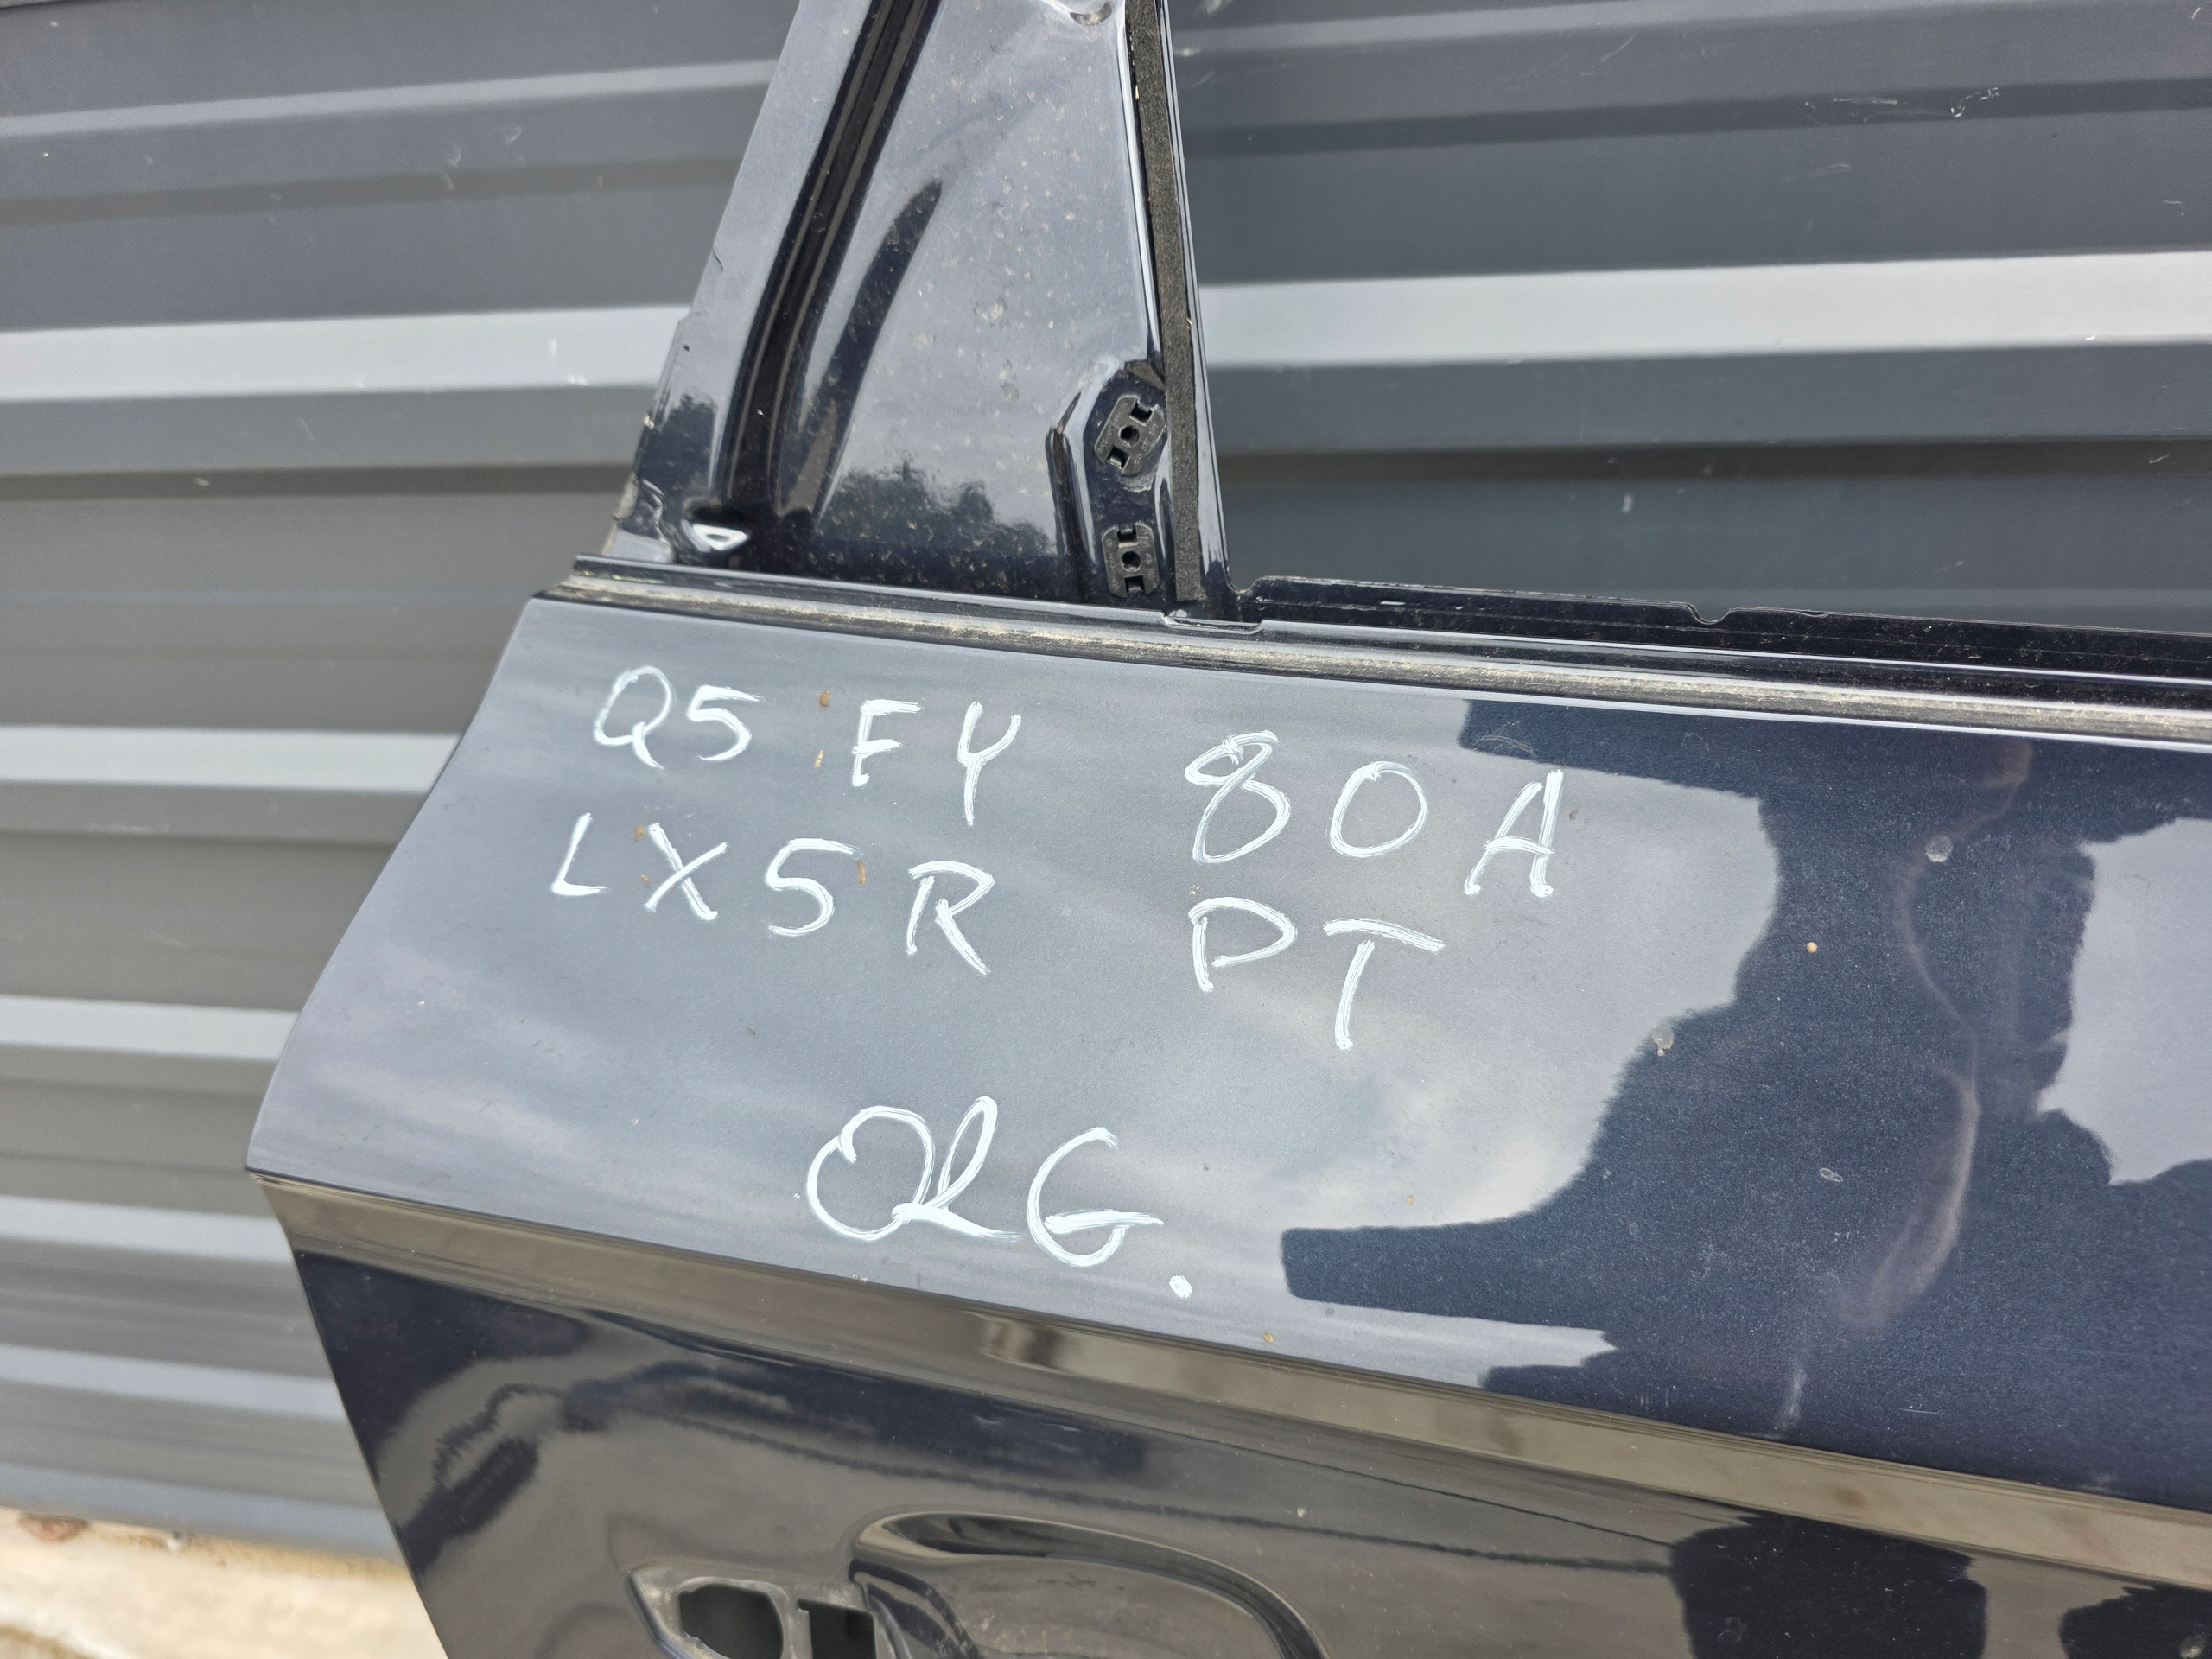 Q5 FY 80A
LX5R PT
OLG.